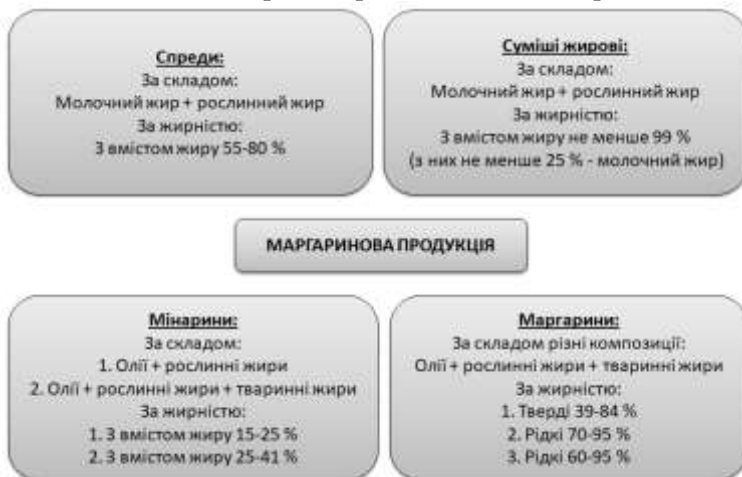 Спреди:
За складом:
Молочний жир + рослинний жир
За жирністю:
З вмістом жиру 55-80 %
Суміші жирові:
За складом:
Молочний жир + рослинний жир
За жирністю:
З вмістом жиру не менше 99 %
(з них не менше 25 % - молочний жир)
МАРГАРИНОВА ПРОДУКЦІЯ
Мінарини:
За складом:
1. Олії + рослинні жири
2. Олії + рослинні жири + тваринні жири
За жирністю:
1. З вмістом жиру 15-25 %
2. З вмістом жиру 25-41 %
Маргарини:
За складом різні композиції:
Олії + рослинні жири + тваринні жири
За жирністю:
1. Тверді 39-84 %
2. Рідкі 70-95 %
3. Рідкі 60-95 %